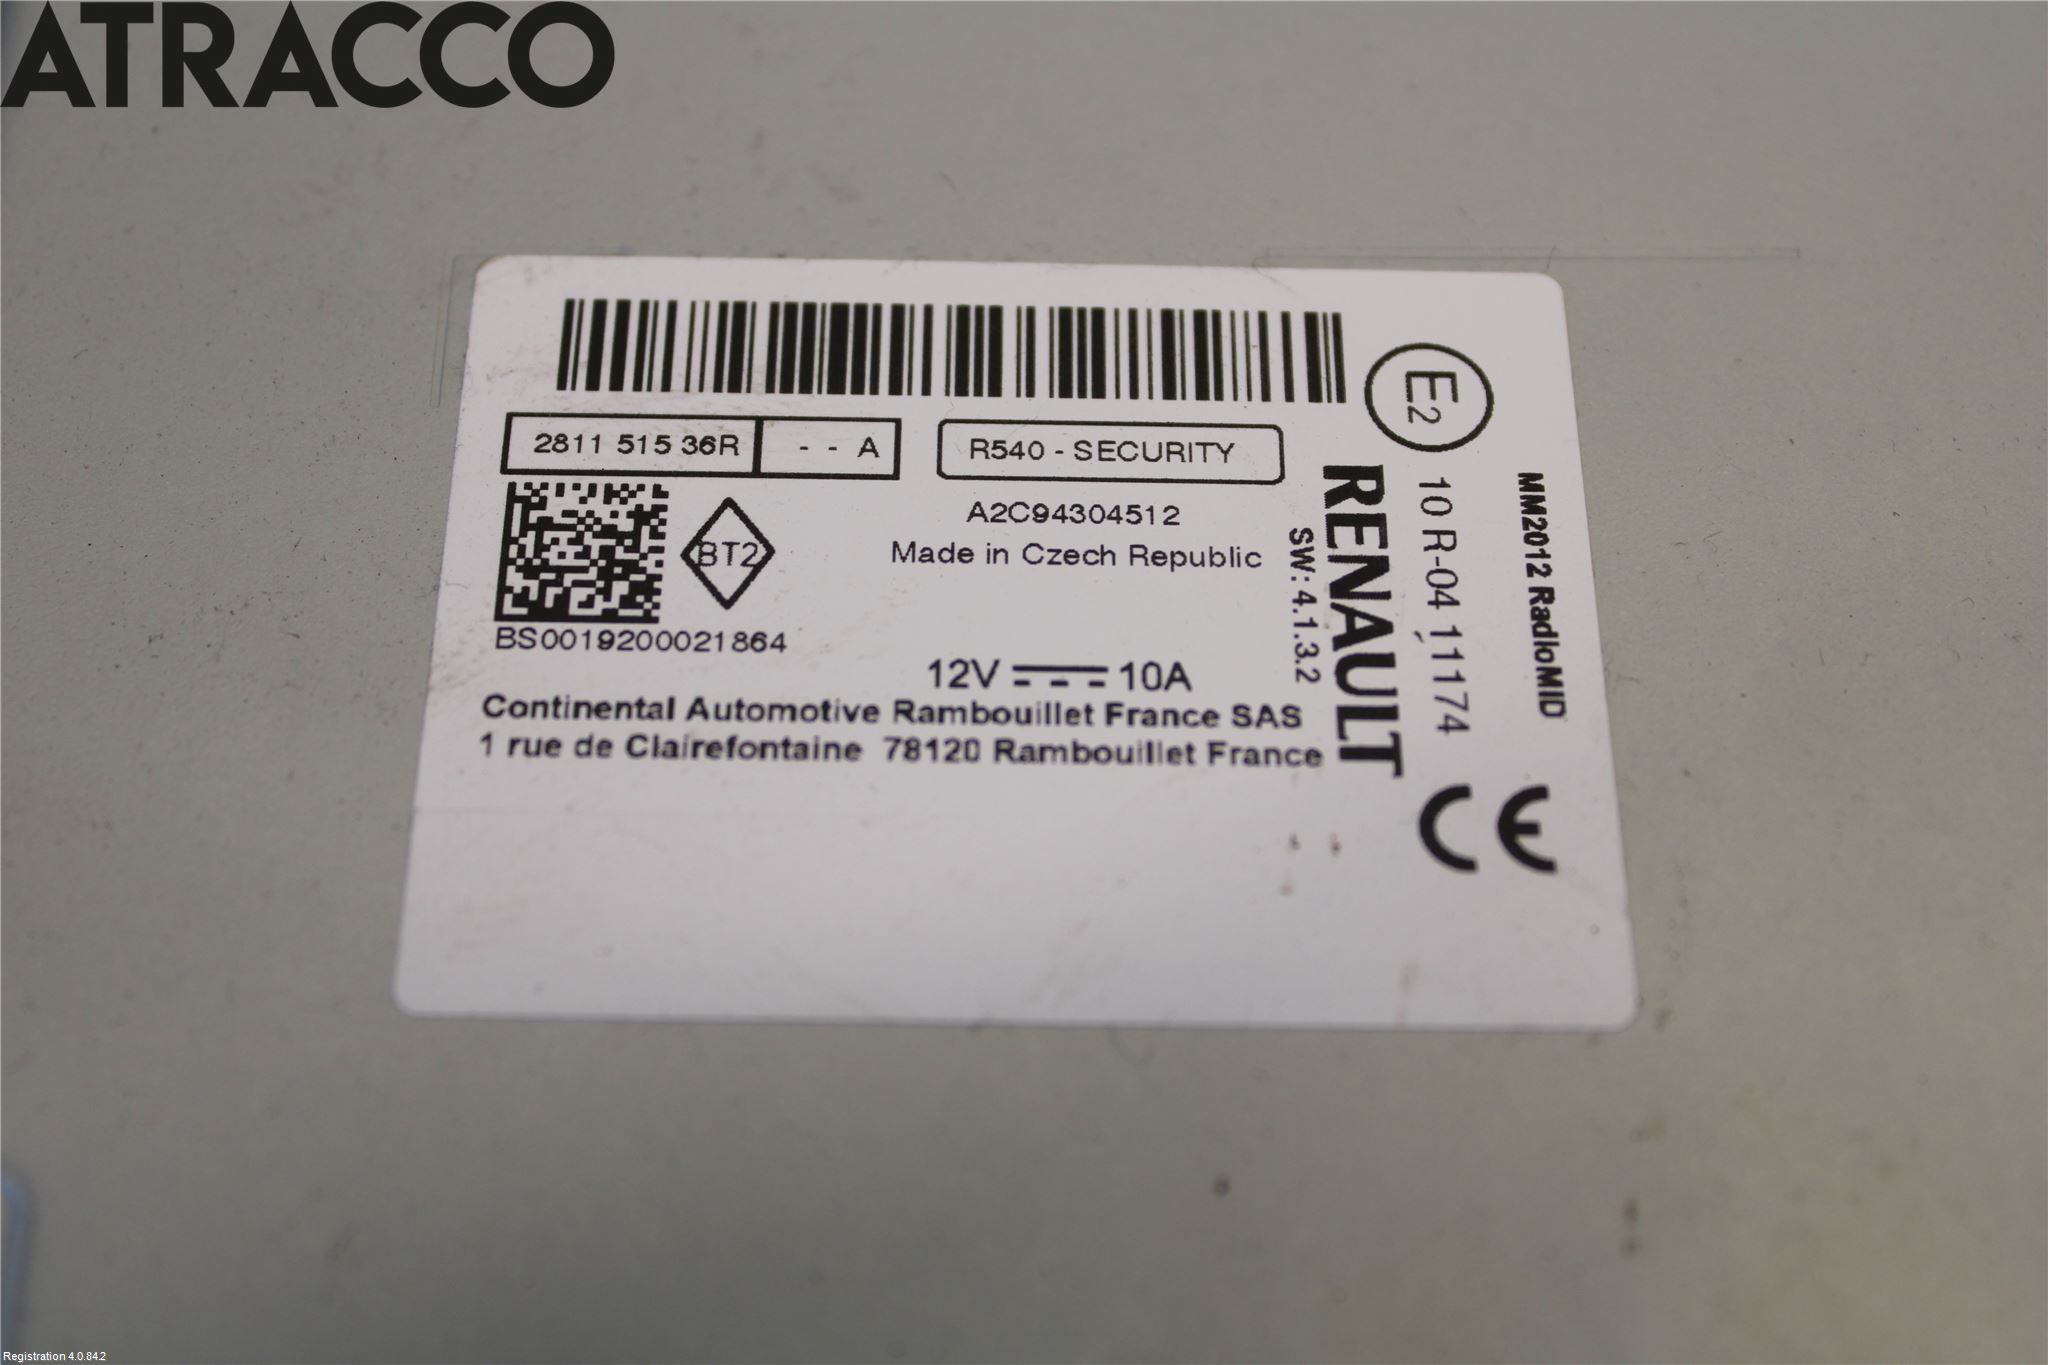 ATRACCO
2811 515 36R
- - A
R540 - SECURITY
E2
A2C94304512
BT2
Made in Czech Republic
BS0019200021864
12V 10A
Continental Automotive Rambouillet France SAS
1 rue de Clairefontaine 78120 Rambouillet France
SW: 4.1.3.2
RENAULT
10 R-04 11174
MM2012 RadioMID
CE
Registration 4.0.84.2